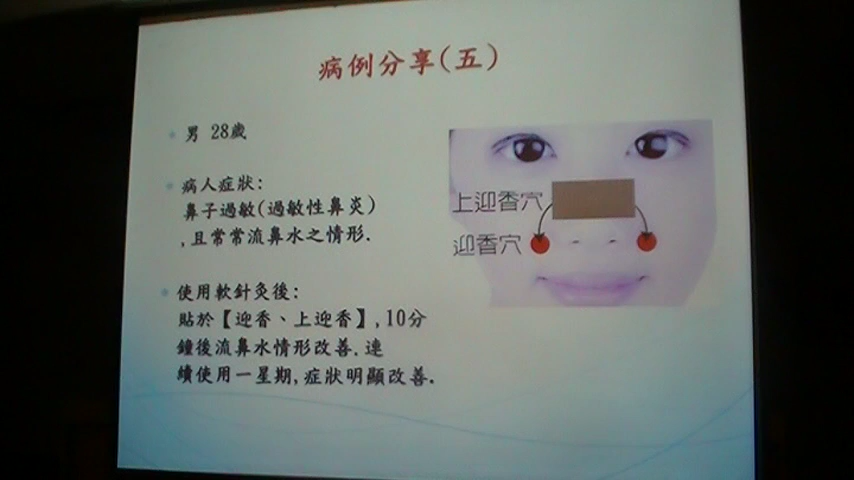 病例分享(五)
男 28歲
病人症狀:
鼻子過敏(過敏性鼻炎)
,且常常流鼻水之情形.
使用軟針灸後:
貼於【迎香、上迎香】,10分
鐘後流鼻水情形改善.連
續使用一星期,症狀明顯改善.
上迎香穴
迎香穴